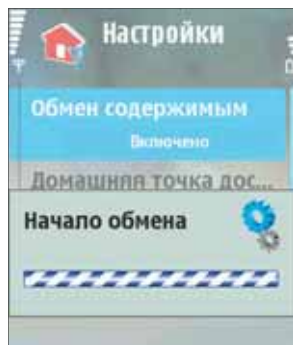 Настройки
Обмен содержимым
Включено
Домашняя точка дос...
Начало обмена